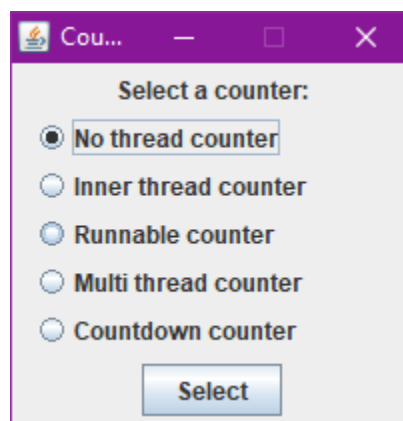 Cou...
Select a counter:
No thread counter
Inner thread counter
Runnable counter
Multi thread counter
Countdown counter
Select